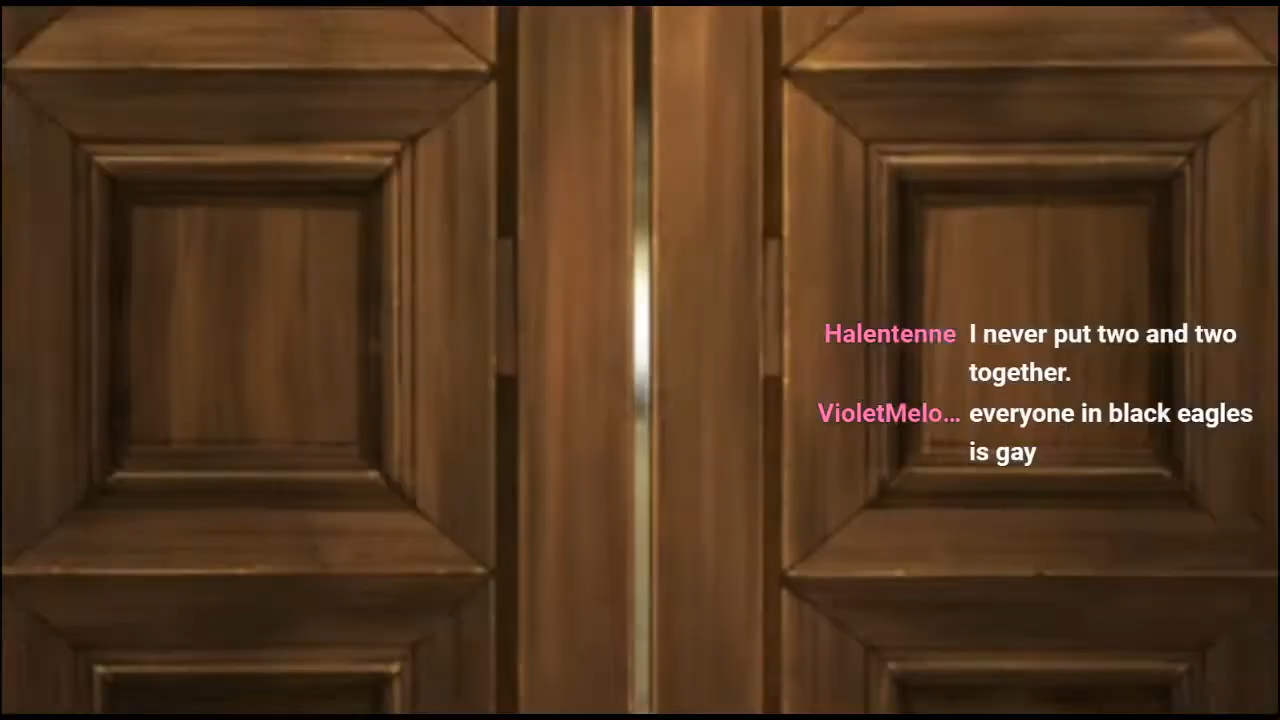 Halentenne I never put two and two
together.
VioletMelo… everyone in black eagles
is gay